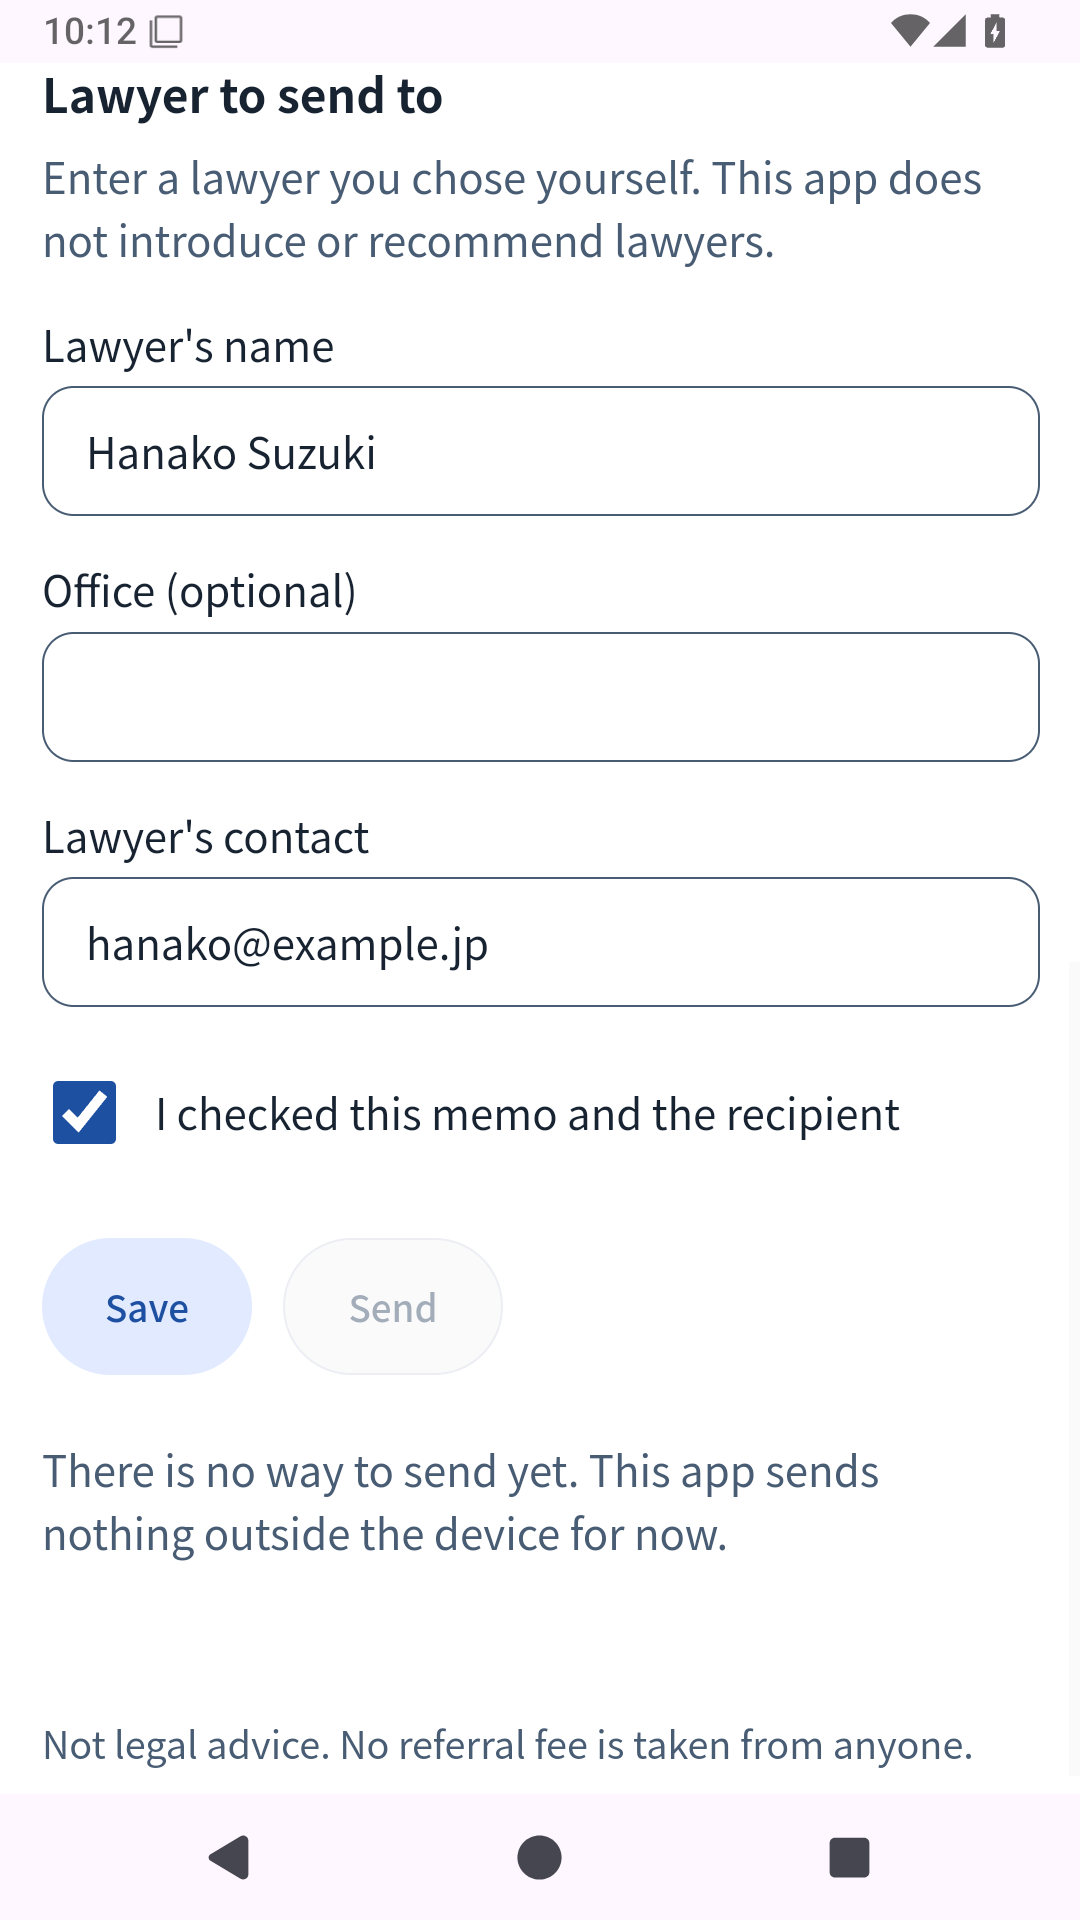 10:12
Lawyer to send to
Enter a lawyer you chose yourself. This app does
not introduce or recommend lawyers.
Lawyer's name
Hanako Suzuki
Office (optional)
Lawyer's contact
hanako@example.jp
I checked this memo and the recipient
Save
Send
There is no way to send yet. This app sends
nothing outside the device for now.
Not legal advice. No referral fee is taken from anyone.